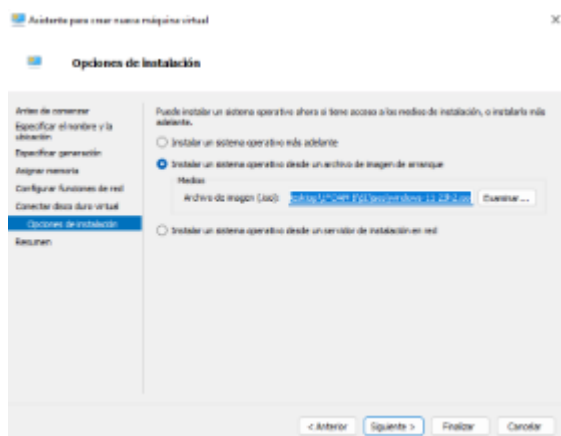 Asistente para crear nueva máquina virtual
Opciones de instalación
Antes de comenzar
Especificar el nombre y la
ubicación
Especificar generación
Asignar memoria
Configurar funciones de red
Conectar disco duro virtual
Opciones de instalación
Resumen
Puede instalar un sistema operativo ahora si tiene acceso a los medios de instalación, o instalarlo más
adelante.
Instalar un sistema operativo más adelante
Instalar un sistema operativo desde un archivo de imagen de arranque
Medios
Archivo de imagen (.iso):
Examinar...
Instalar un sistema operativo desde un servidor de instalación en red
< Anterior
Siguiente >
Finalizar
Cancelar